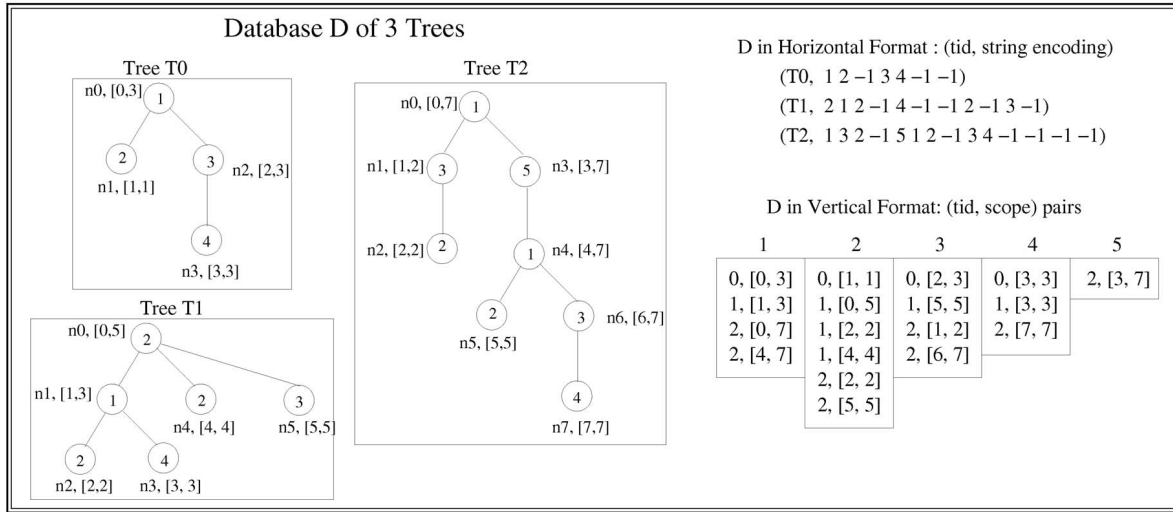 Database D of 3 Trees
Tree T0
n0, [0,3]
1
2
3
n1, [1,1]
n2, [2,3]
4
n3, [3,3]
Tree T1
n0, [0,5]
2
n1, [1,3]
1
2
3
n4, [4, 4]
n5, [5,5]
2
4
n2, [2,2]
n3, [3, 3]
Tree T2
n0, [0,7]
1
n1, [1,2]
3
5
n3, [3,7]
n2, [2,2]
2
1
n4, [4,7]
2
3
n6, [6,7]
n5, [5,5]
4
n7, [7,7]
D in Horizontal Format : (tid, string encoding)
(T0, 1 2 −1 3 4 −1 −1)
(T1, 2 1 2 −1 4 −1 −1 2 −1 3 −1)
(T2, 1 3 2 −1 5 1 2 −1 3 4 −1 −1 −1 −1)
D in Vertical Format: (tid, scope) pairs
1 2 3 4 5
0, [0, 3] 0, [1, 1] 0, [2, 3] 0, [3, 3] 2, [3, 7]
1, [1, 3] 1, [0, 5] 1, [5, 5] 1, [3, 3]
2, [0, 7] 1, [2, 2] 2, [1, 2] 2, [7, 7]
2, [4, 7] 1, [4, 4] 2, [6, 7]
2, [2, 2]
2, [5, 5]